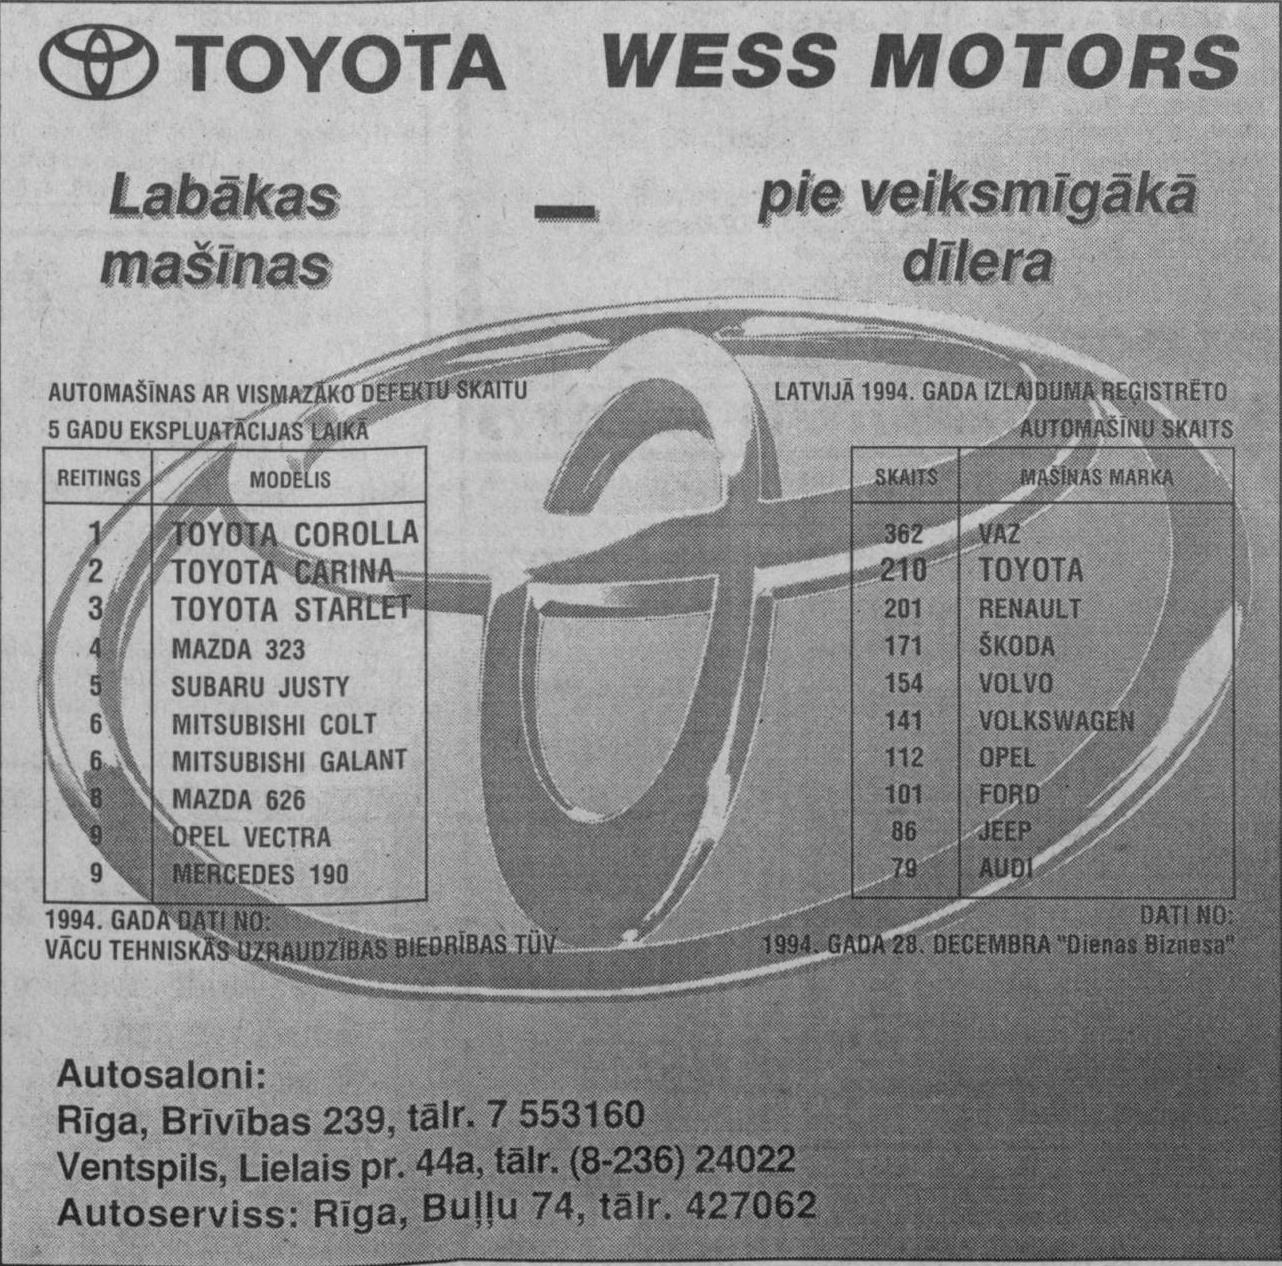 TOYOTA WESS MOTORS
Labākas mašīnas – pie veiksmīgākā dīlera
AUTOMAŠĪNAS AR VISMAZĀKO DEFEKTU SKAITU
5 GADU EKSPLUATĀCIJAS LAIKĀ
REITINGS MODELIS
1 TOYOTA COROLLA
2 TOYOTA CARINA
3 TOYOTA STARLET
4 MAZDA 323
5 SUBARU JUSTY
6 MITSUBISHI COLT
6 MITSUBISHI GALANT
8 MAZDA 626
9 OPEL VECTRA
9 MERCEDES 190
1994. GADA DATI NO:
VĀCU TEHNISKĀS UZRAUDZĪBAS BIEDRĪBAS TÜV
LATVIJĀ 1994. GADA IZLAIDUMA REĢISTRĒTO
AUTOMAŠĪNU SKAITS
SKAITS MAŠĪNAS MARKA
362 VAZ
210 TOYOTA
201 RENAULT
171 ŠKODA
154 VOLVO
141 VOLKSWAGEN
112 OPEL
101 FORD
86 JEEP
79 AUDI
DATI NO:
1994. GADA 28. DECEMBRA "Dienas Biznesa"
Autosaloni:
Rīga, Brīvības 239, tālr. 7 553160
Ventspils, Lielais pr. 44a, tālr. (8-236) 24022
Autoserviss: Rīga, Buļļu 74, tālr. 427062